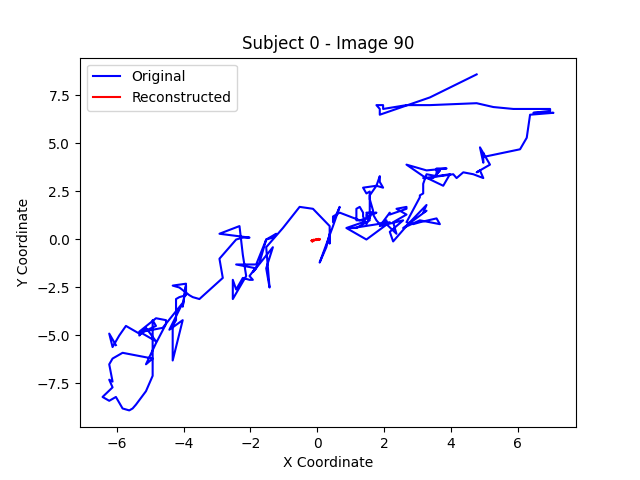 Subject 0 - Image 90
Original
Reconstructed
Y Coordinate
7.5
5.0
2.5
0.0
−2.5
−5.0
−7.5
−6 −4 −2 0 2 4 6
X Coordinate